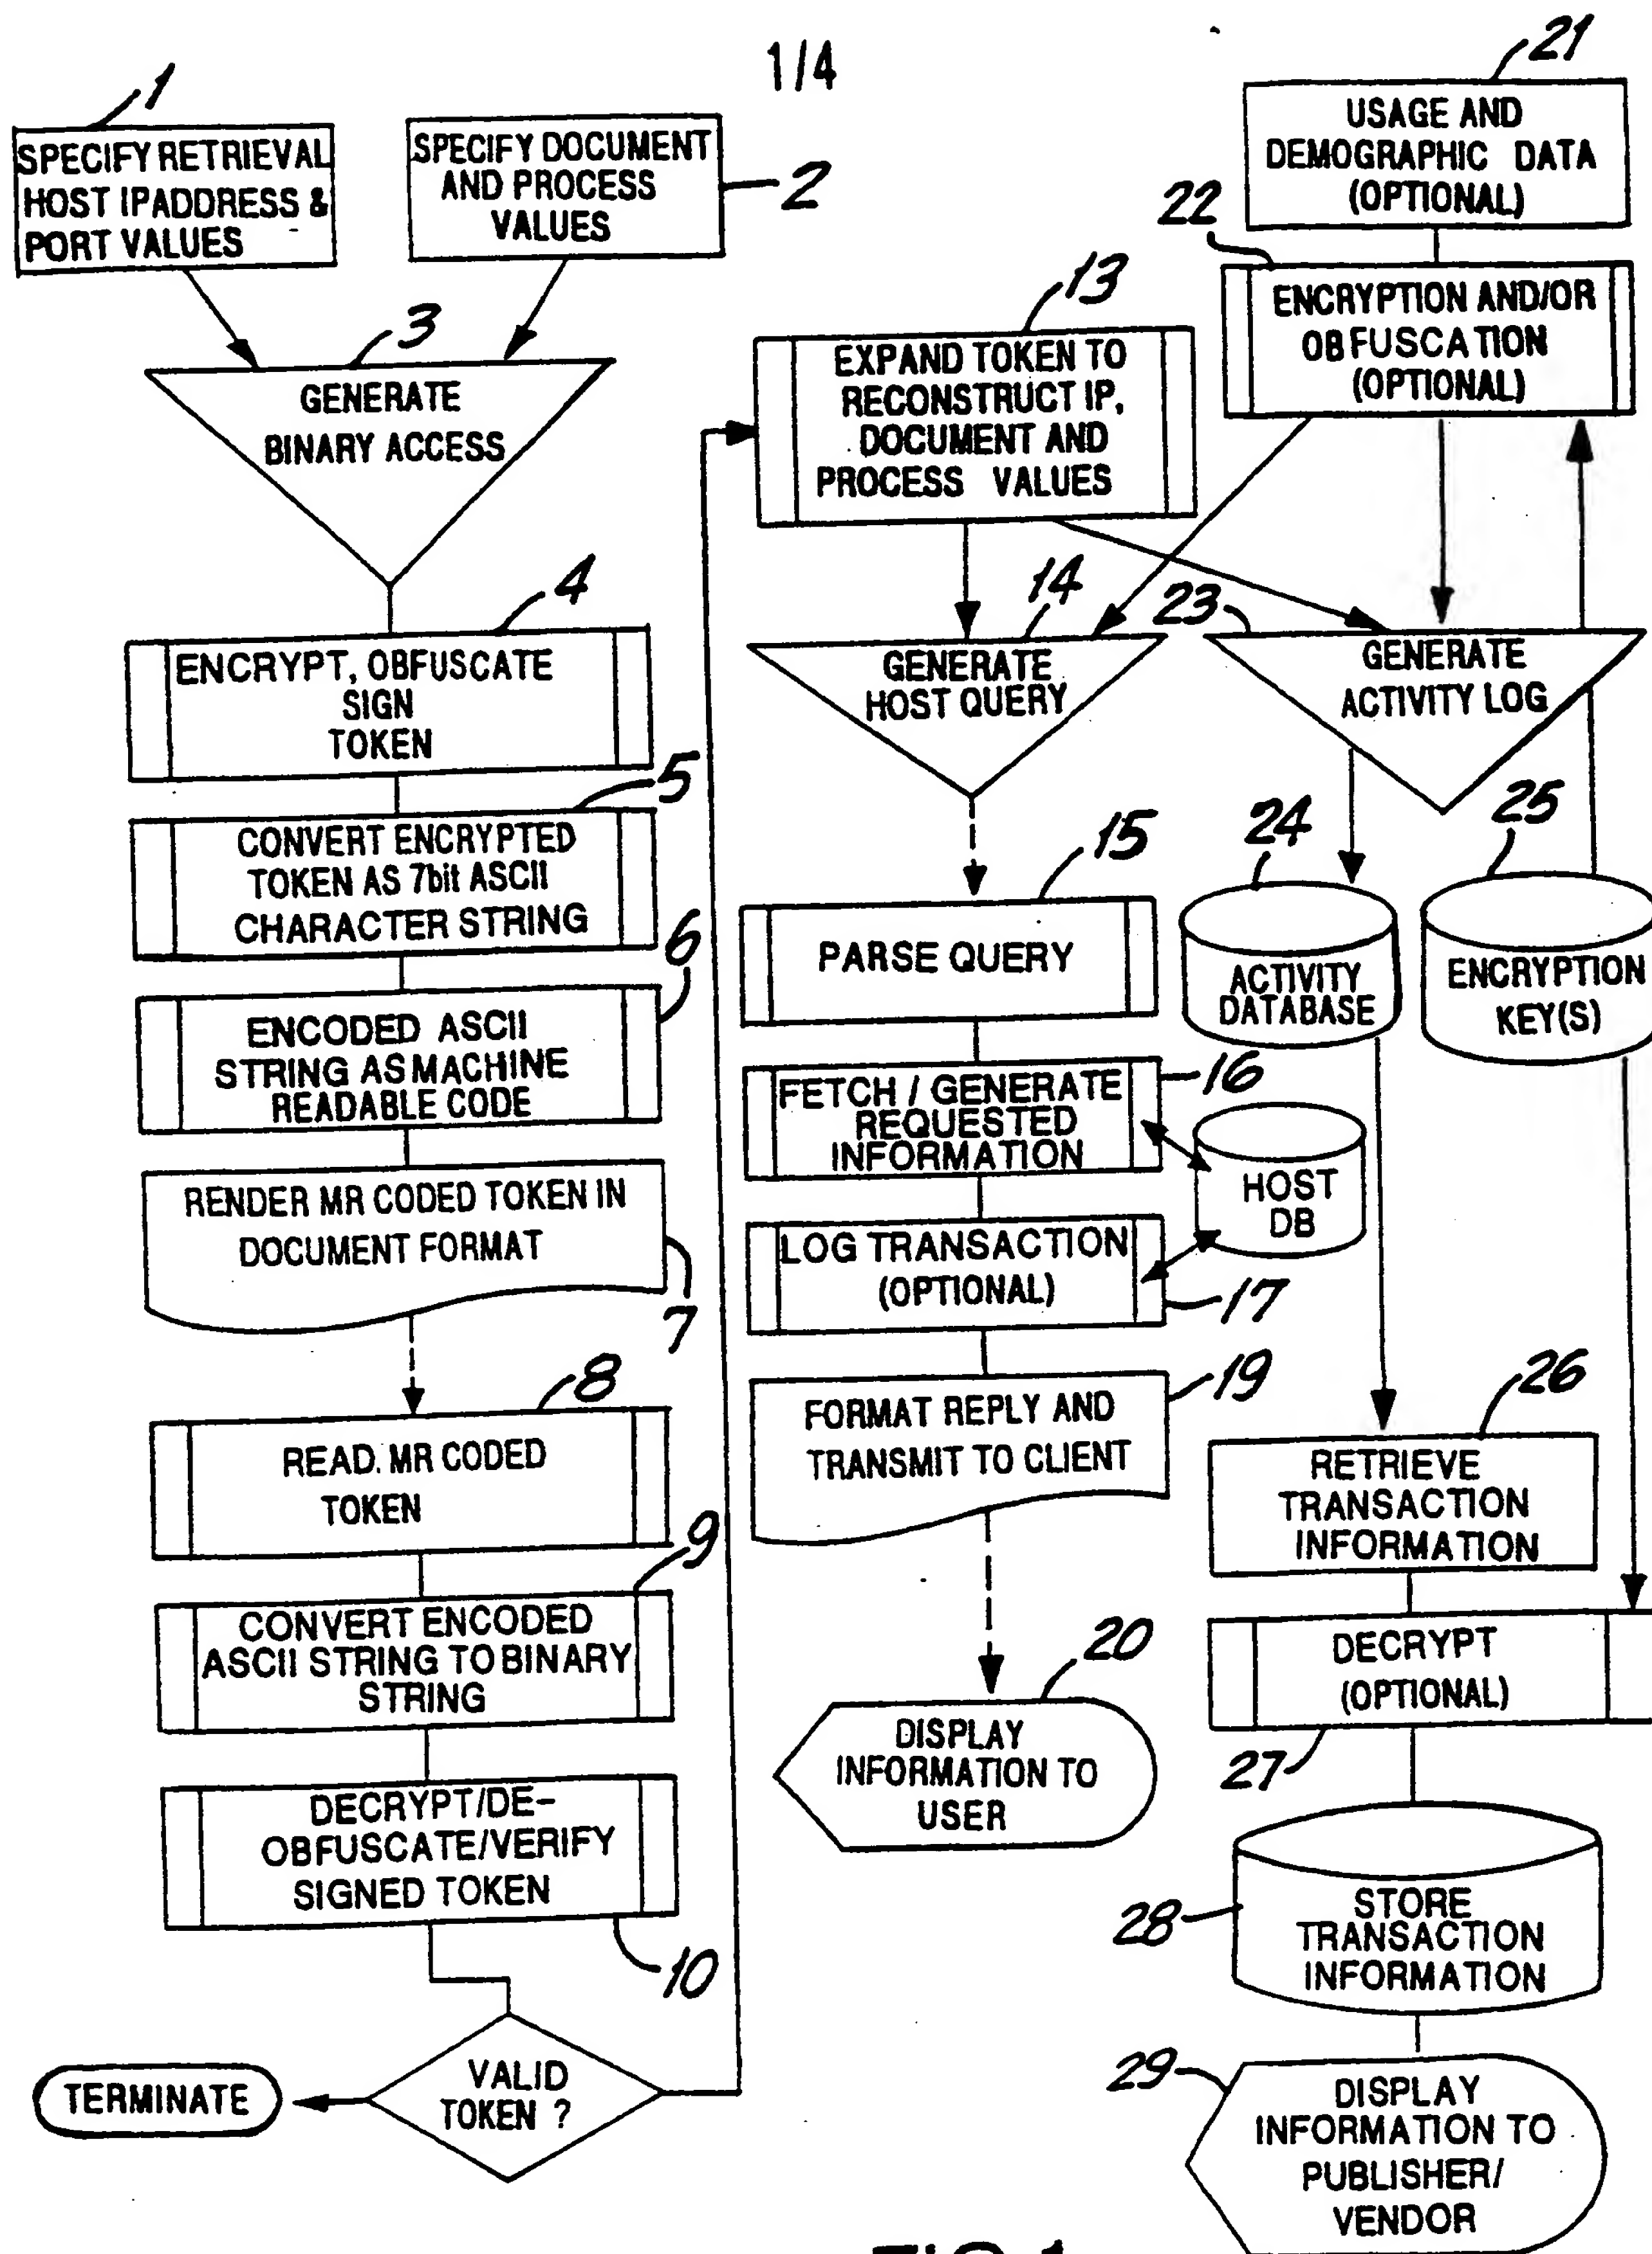 1/4
1
SPECIFY RETRIEVAL
HOST IPADDRESS &
PORT VALUES
SPECIFY DOCUMENT
AND PROCESS
VALUES
2
3
GENERATE
BINARY ACCESS
4
ENCRYPT, OBFUSCATE
SIGN
TOKEN
5
CONVERT ENCRYPTED
TOKEN AS 7bit ASCII
CHARACTER STRING
6
ENCODED ASCII
STRING AS MACHINE
READABLE CODE
RENDER MR CODED TOKEN IN
DOCUMENT FORMAT
7
8
READ. MR CODED
TOKEN
9
CONVERT ENCODED
ASCII STRING TO BINARY
STRING
DECRYPT/DE-
OBFUSCATE/VERIFY
SIGNED TOKEN
10
VALID
TOKEN ?
TERMINATE
13
EXPAND TOKEN TO
RECONSTRUCT IP,
DOCUMENT AND
PROCESS VALUES
14
GENERATE
HOST QUERY
15
PARSE QUERY
16
FETCH / GENERATE
REQUESTED
INFORMATION
HOST
DB
LOG TRANSACTION
(OPTIONAL)
17
19
FORMAT REPLY AND
TRANSMIT TO CLIENT
20
DISPLAY
INFORMATION TO
USER
21
USAGE AND
DEMOGRAPHIC DATA
(OPTIONAL)
22
ENCRYPTION AND/OR
OBFUSCATION
(OPTIONAL)
23
GENERATE
ACTIVITY LOG
24
ACTIVITY
DATABASE
25
ENCRYPTION
KEY(S)
26
RETRIEVE
TRANSACTION
INFORMATION
DECRYPT
(OPTIONAL)
27
28
STORE
TRANSACTION
INFORMATION
29
DISPLAY
INFORMATION TO
PUBLISHER/
VENDOR
FIG.1